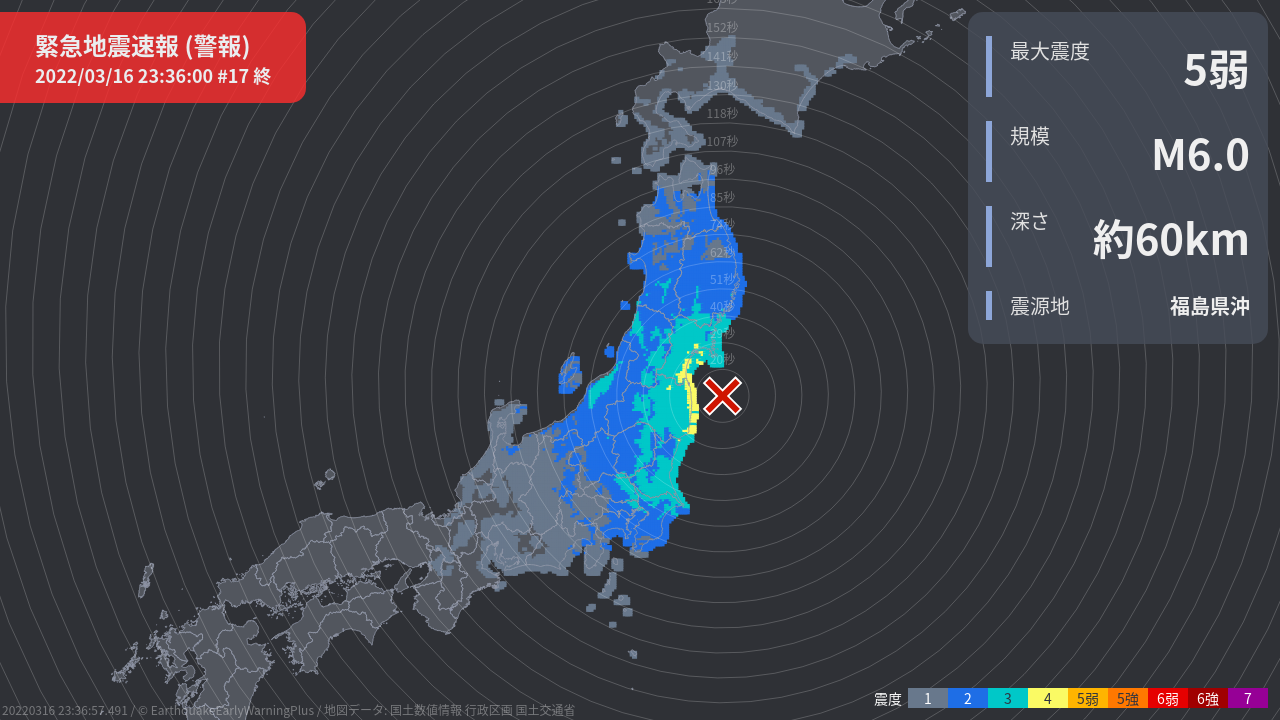 緊急地震速報 (警報)
2022/03/16 23:36:00 #17 終
最大震度
5弱
規模
M6.0
深さ
約60km
震源地
福島県沖
152秒
141秒
130秒
118秒
107秒
96秒
85秒
74秒
62秒
51秒
40秒
29秒
20秒
震度 1 2 3 4 5弱 5強 6弱 6強 7
20220316 23:36:57.491 / © EarthQuakeEarlyWarningPlus / 地図データ:国土数値情報 行政区画 国土交通省